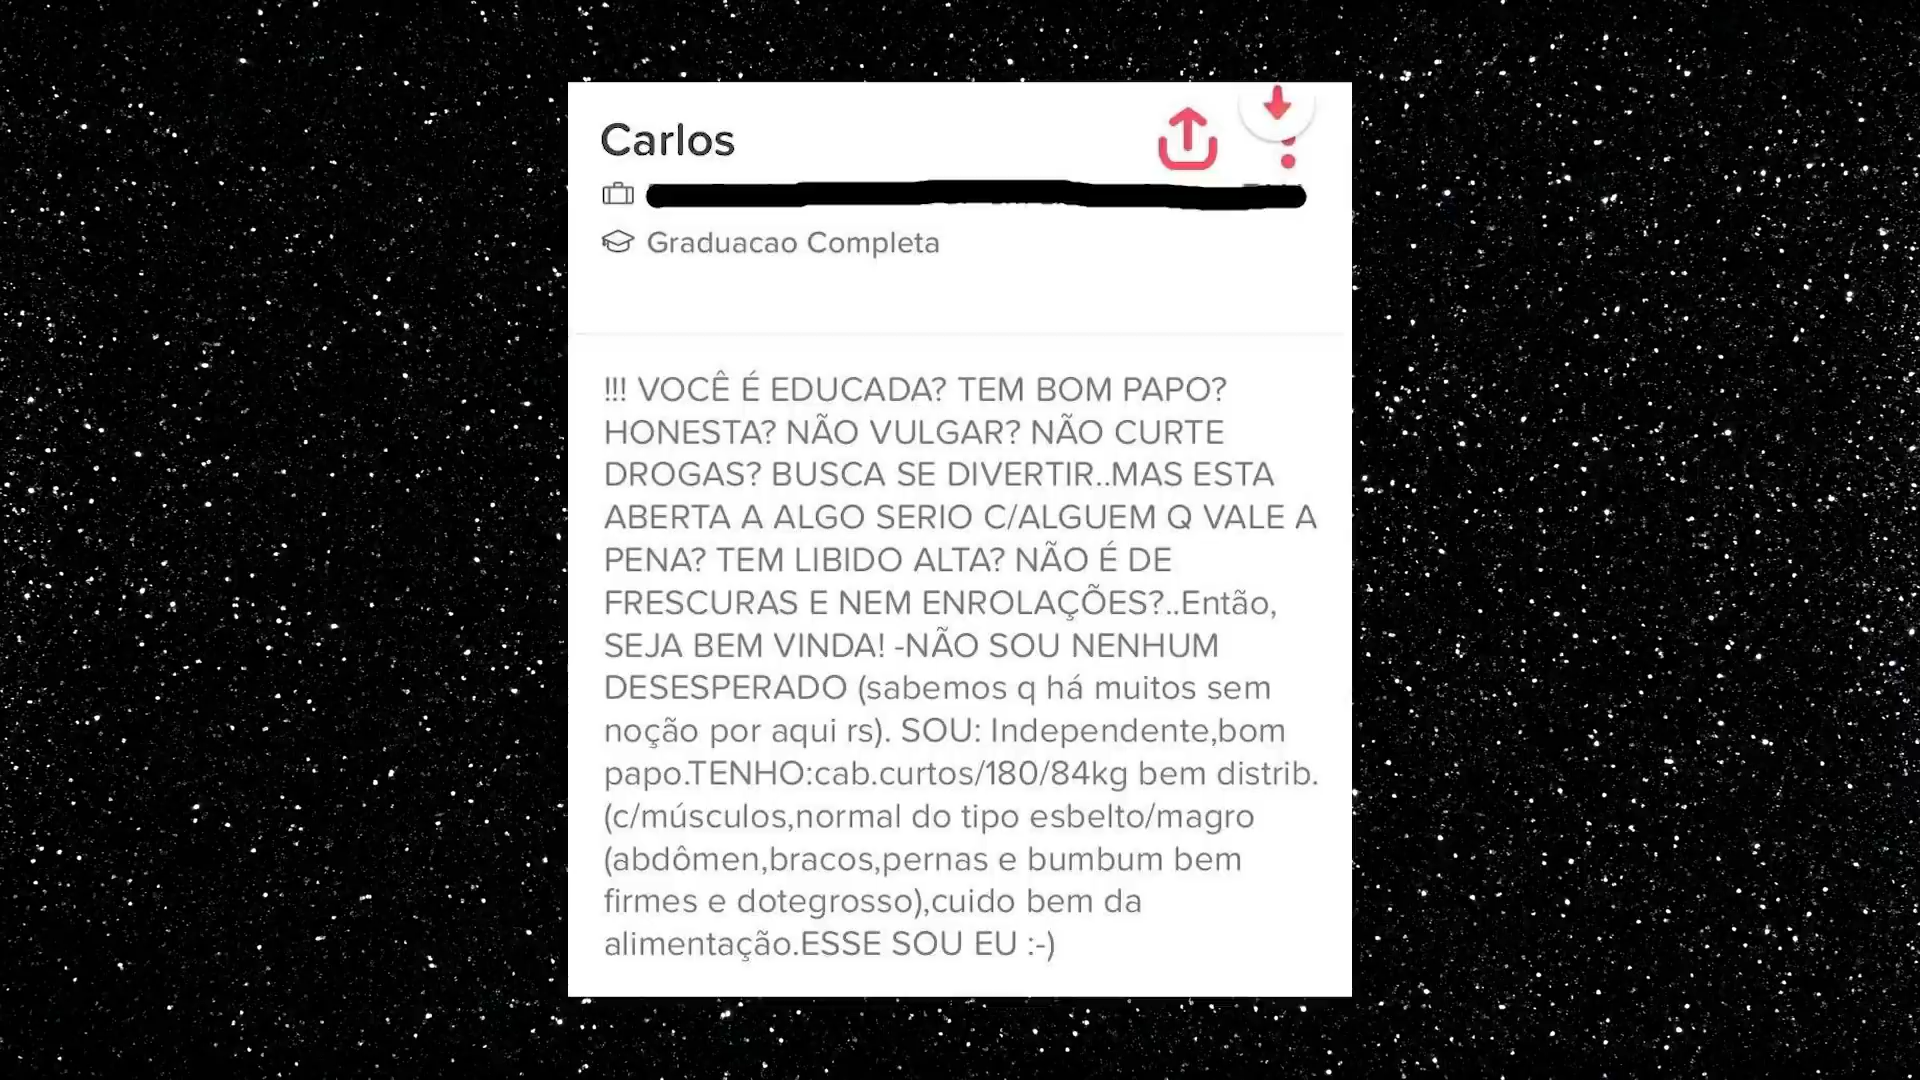 Carlos
Graduacao Completa
!!! VOCÊ É EDUCADA? TEM BOM PAPO?
HONESTA? NÃO VULGAR? NÃO CURTE
DROGAS? BUSCA SE DIVERTIR..MAS ESTA
ABERTA A ALGO SERIO C/ALGUEM Q VALE A
PENA? TEM LIBIDO ALTA? NÃO É DE
FRESCURAS E NEM ENROLAÇÕES?..Então,
SEJA BEM VINDA! -NÃO SOU NENHUM
DESESPERADO (sabemos q há muitos sem
noção por aqui rs). SOU: Independente,bom
papo.TENHO:cab.curtos/180/84kg bem distrib.
(c/músculos,normal do tipo esbelto/magro
(abdômen,bracos,pernas e bumbum bem
firmes e dotegrosso),cuido bem da
alimentação.ESSE SOU EU :-)